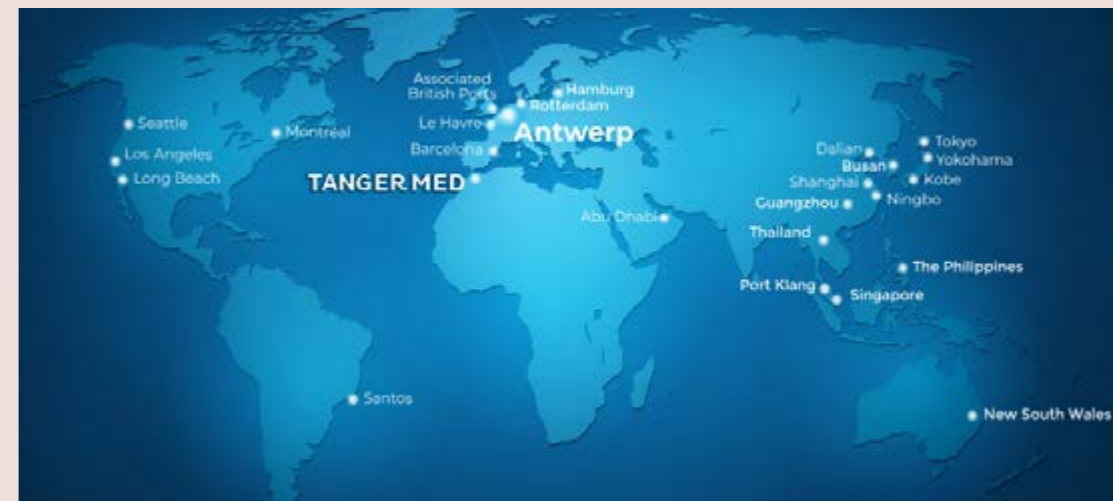 Associated
British Ports
Hamburg
Rotterdam
Seattle
Montréal
Le Havre
Antwerp
Los Angeles
Barcelona
Long Beach
TANGER MED
Tokyo
Dalian
Busan
Yokohama
Shanghai
Kobe
Guangzhou
Ningbo
Abu Dhabi
Thailand
The Philippines
Port Klang
Singapore
Santos
New South Wales